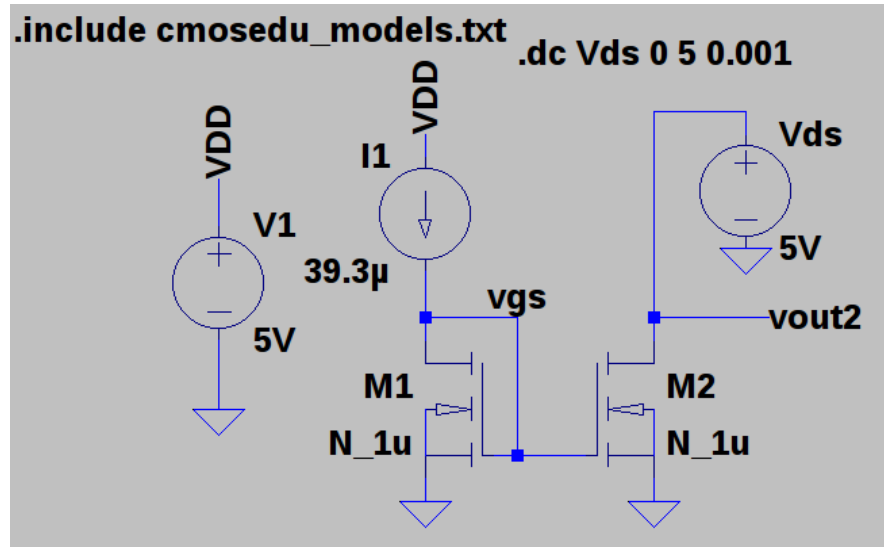 .include cmosedu_models.txt
.dc Vds 0 5 0.001
VDD
VDD
I1
Vds
V1
39.3µ
5V
vgs
vout2
5V
M1
M2
N_1u
N_1u